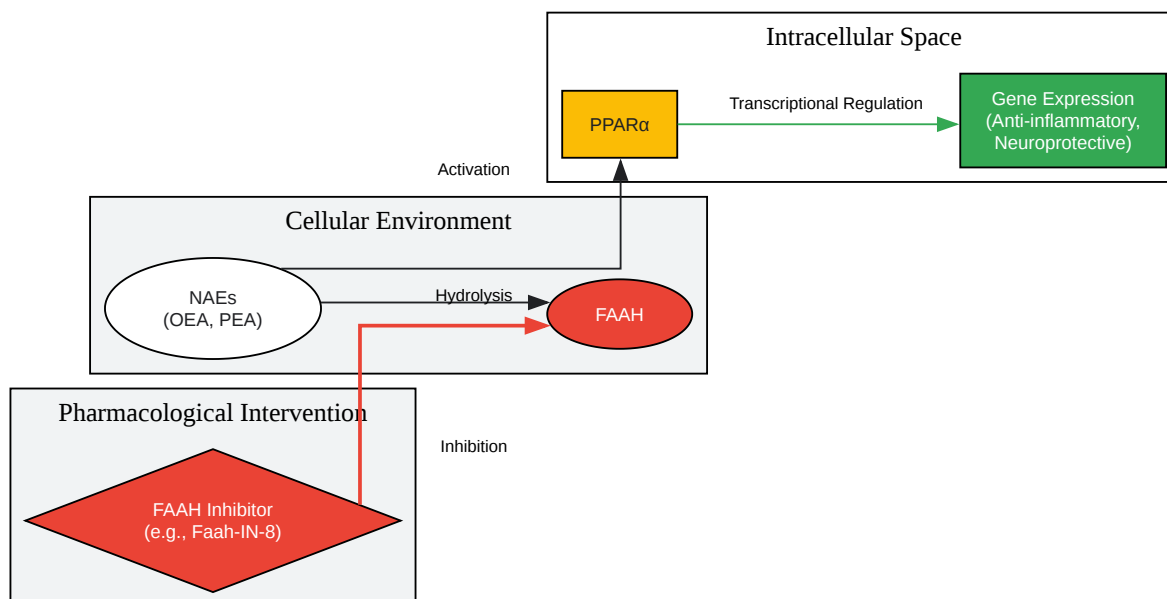 Intracellular Space
Transcriptional Regulation
PPARα
Gene Expression
(Anti-inflammatory,
Neuroprotective)
Activation
Cellular Environment
NAEs
(OEA, PEA)
Hydrolysis
FAAH
Pharmacological Intervention
Inhibition
FAAH Inhibitor
(e.g., Faah-IN-8)